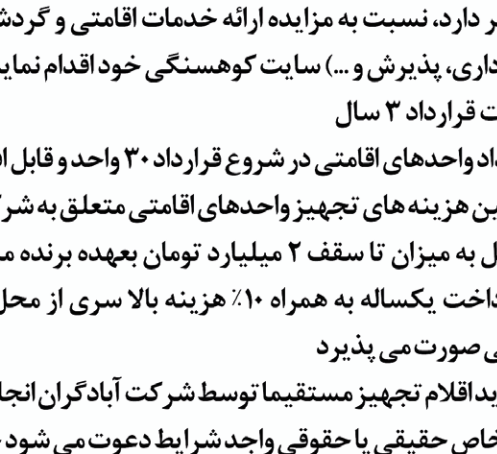 ر دارد، نسبت به مزایده ارائه خدمات اقامتی و گردش
داری، پذیرش و ...) سایت کوهسنگی خود اقدام نمای
ت قرارداد ۳ سال
داد واحدهای اقامتی در شروع قرارداد ۳۰ واحد و قابل اف
ین هزینه های تجهیز واحدهای اقامتی متعلق به شر
ل به میزان تا سقف ۲ میلیارد تومان بعهده برنده م
داخت یکساله به همراه ۱۰٪ هزینه بالا سری از محل
ی صورت می پذیرد
ید اقلام تجهیز مستقیما توسط شرکت آبادگران انجا
خاص حقیقی یا حقوقی واجد شرایط دعوت می شود